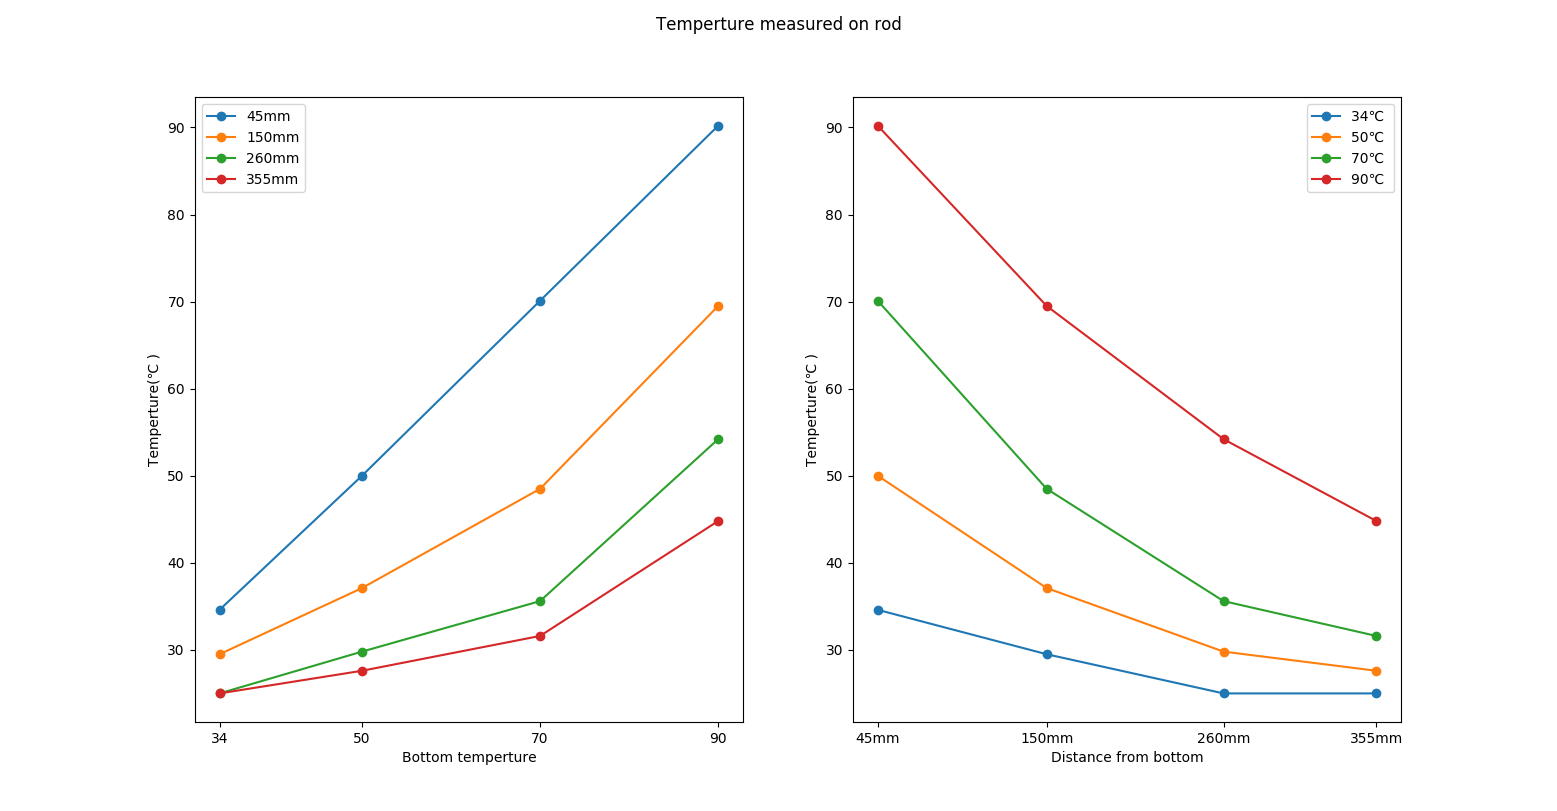 Temperture measured on rod
45mm
150mm
260mm
355mm
90
80
70
60
50
40
30
Temperture(℃ )
34
50
70
90
Bottom temperture
34℃
50℃
70℃
90℃
90
80
70
60
50
40
30
Temperture(℃ )
45mm
150mm
260mm
355mm
Distance from bottom